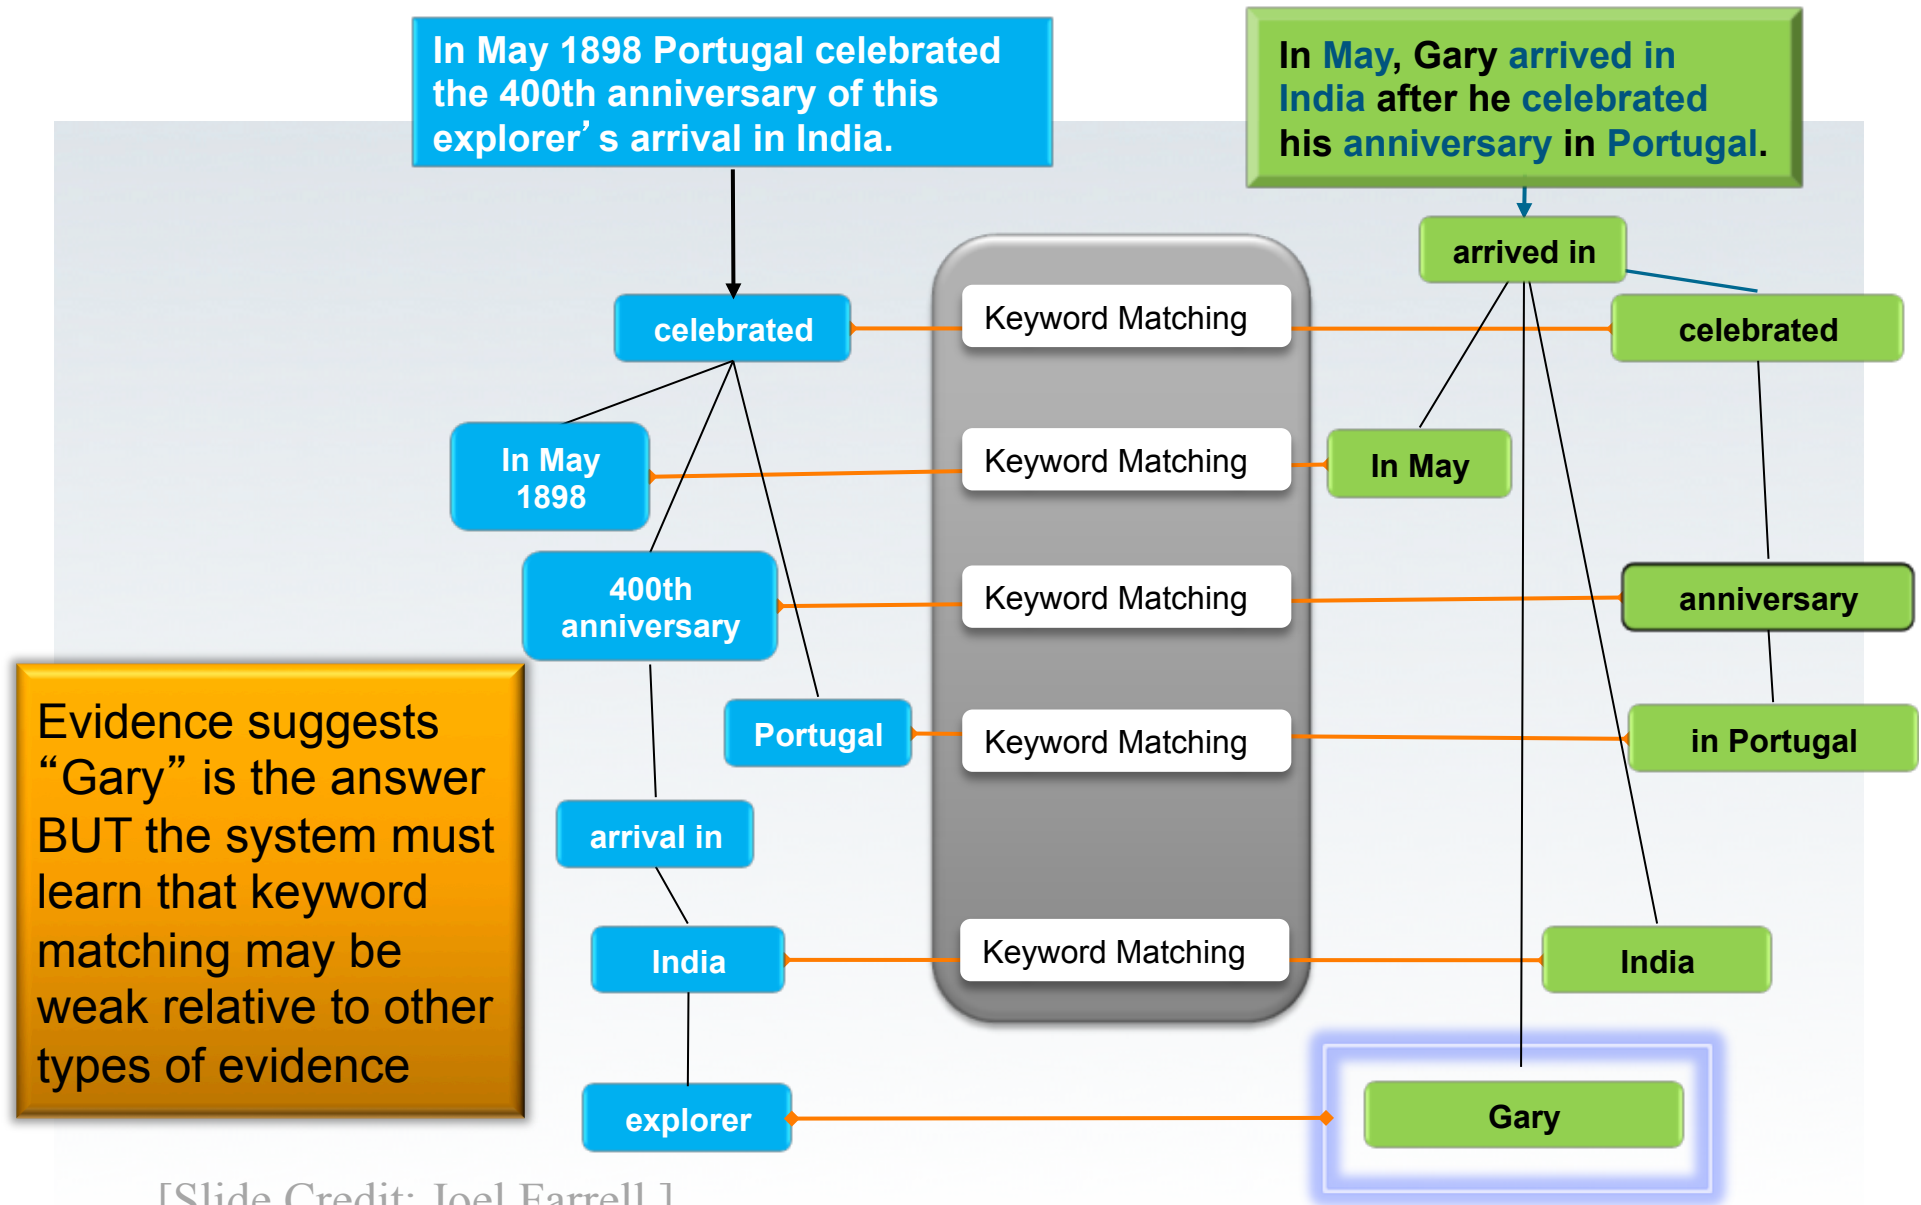 In May 1898 Portugal celebrated
the 400th anniversary of this
explorer’s arrival in India.
In May, Gary arrived in
India after he celebrated
his anniversary in Portugal.
arrived in
celebrated
Keyword Matching
celebrated
In May
1898
Keyword Matching
In May
400th
anniversary
Keyword Matching
anniversary
Portugal
Keyword Matching
in Portugal
arrival in
India
Keyword Matching
India
explorer
Gary
Evidence suggests
“Gary” is the answer
BUT the system must
learn that keyword
matching may be
weak relative to other
types of evidence
[Slide Credit: Joel Farrell ]